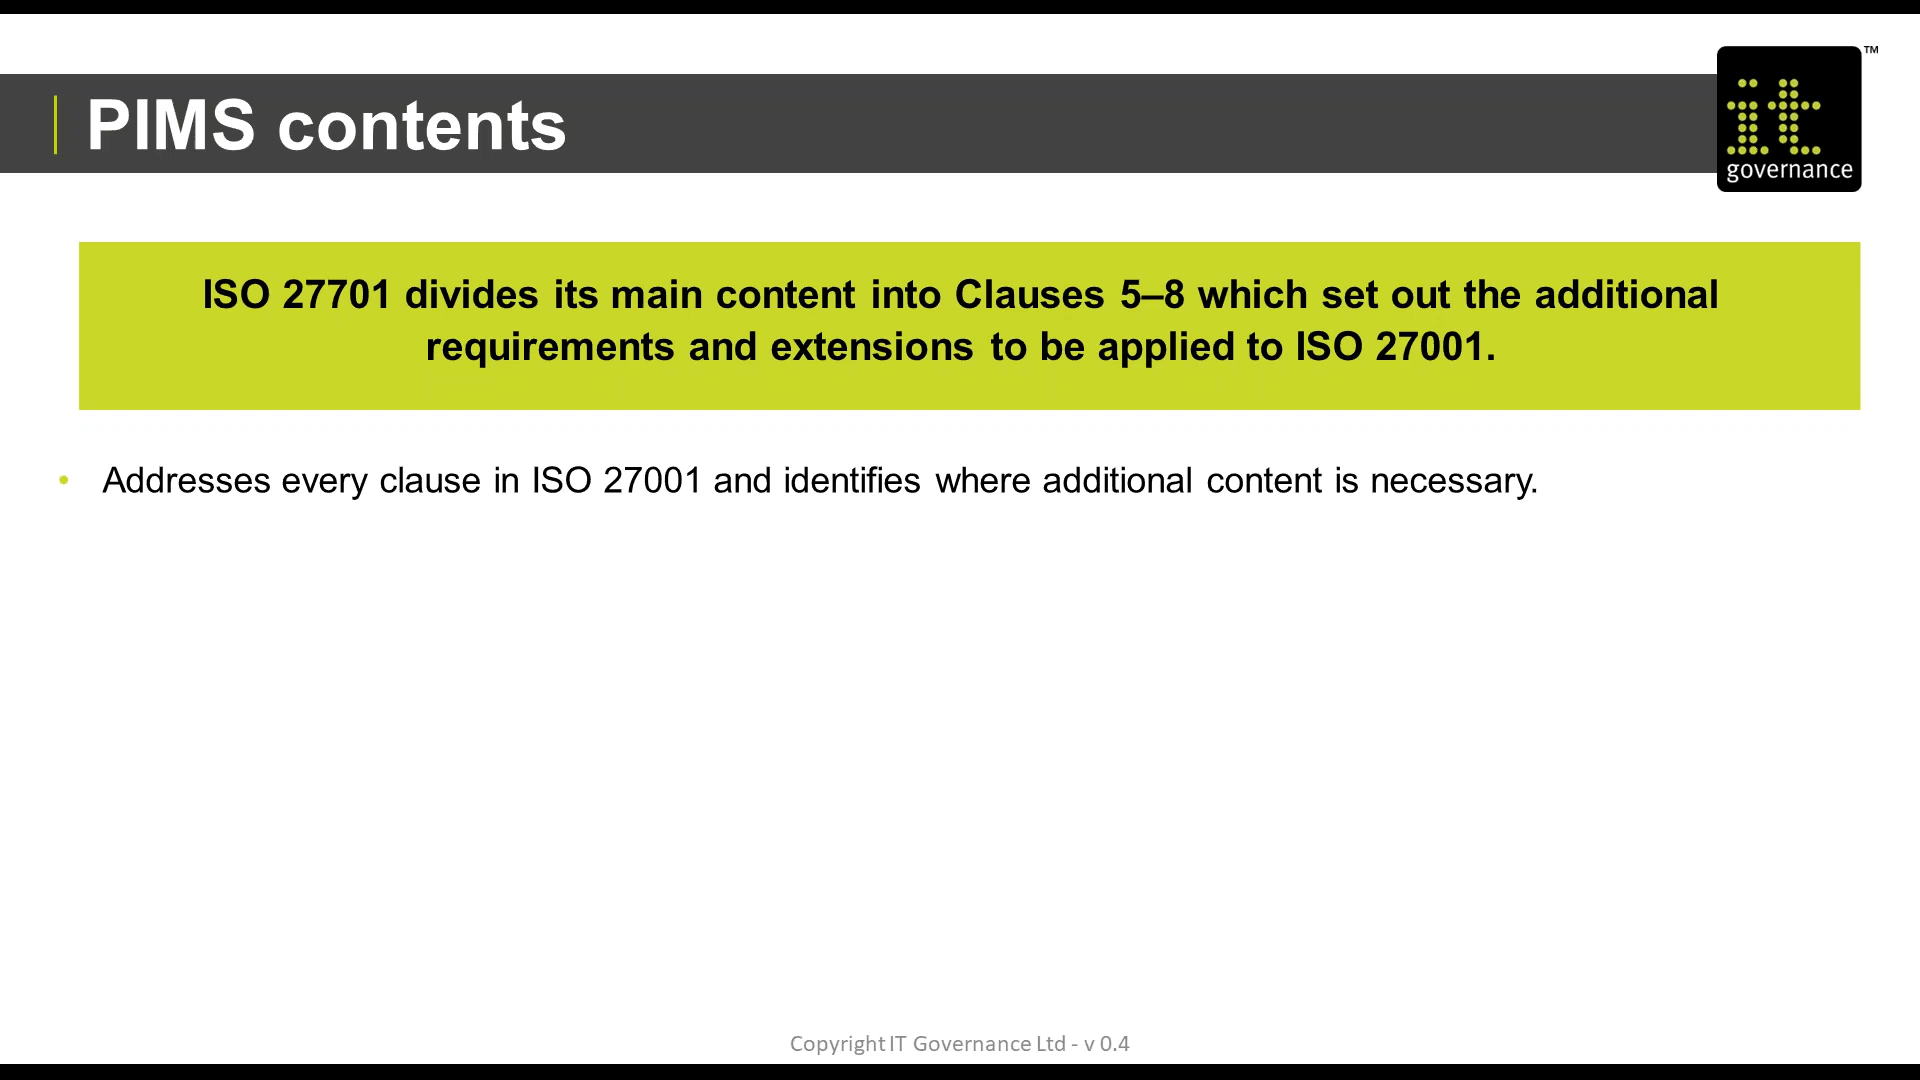 PIMS contents
™
it
governance
ISO 27701 divides its main content into Clauses 5–8 which set out the additional
requirements and extensions to be applied to ISO 27001.
• Addresses every clause in ISO 27001 and identifies where additional content is necessary.
Copyright IT Governance Ltd - v 0.4